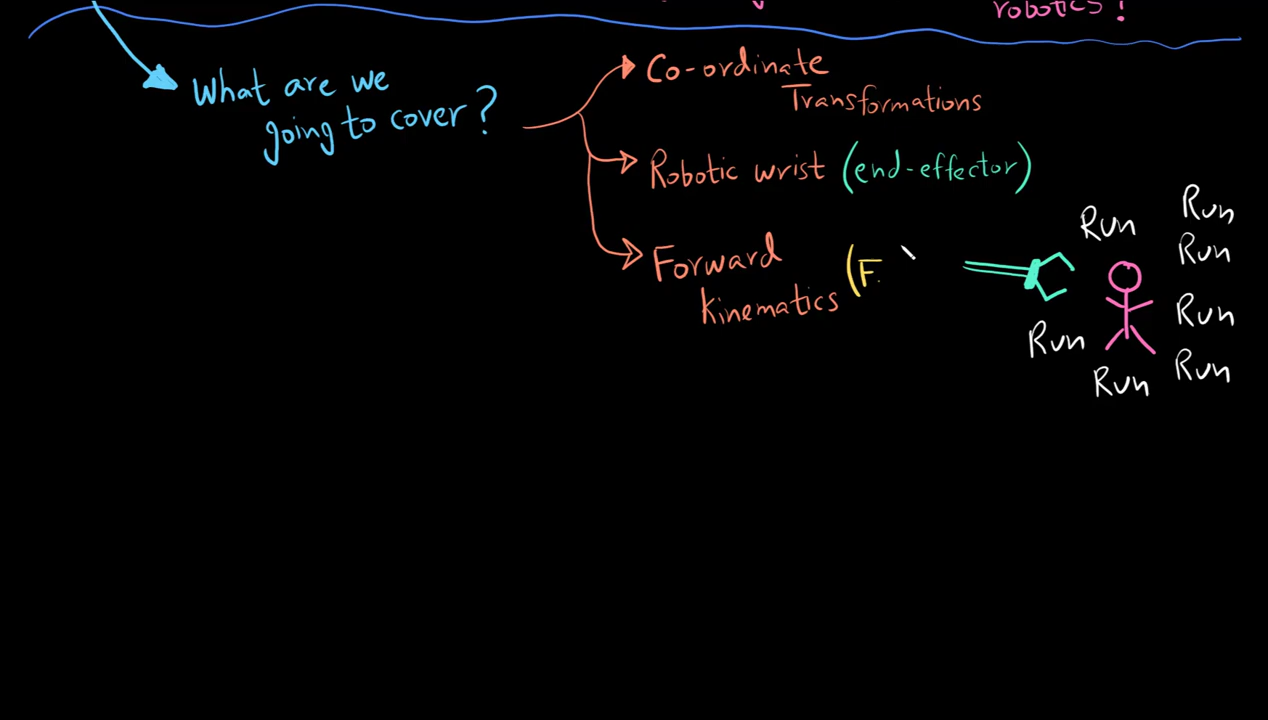 robotics!
What are we
going to cover?
Co-ordinate
Transformations
Robotic wrist (end-effector)
Forward
Kinematics (F.
Run
Run
Run
Run
Run
Run
Run